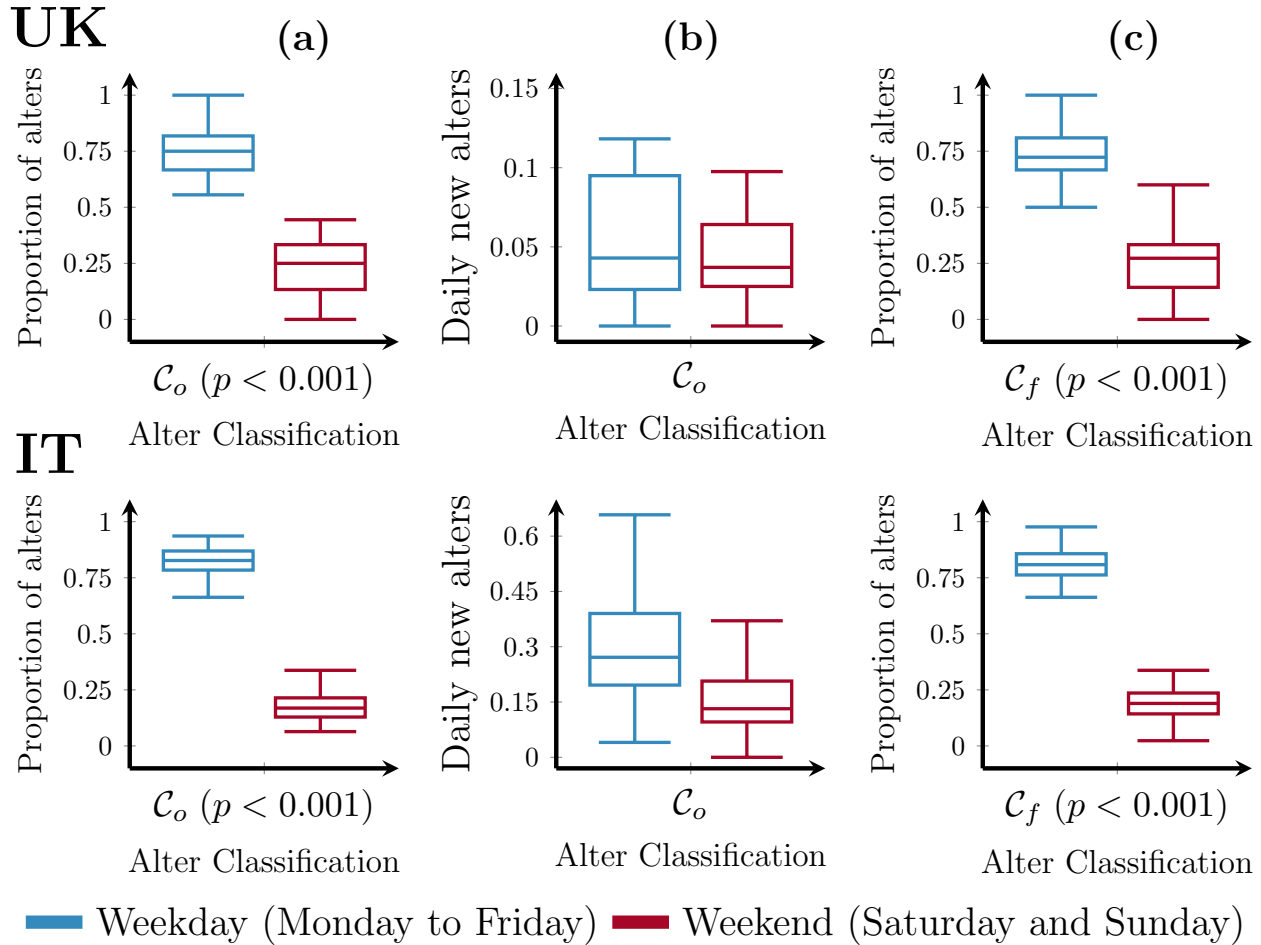 UK
(a)
(b)
(c)
Proportion of alters
1
0.75
0.5
0.25
0
𝒞ₒ (p < 0.001)
Alter Classification
Daily new alters
0.15
0.1
0.05
0
𝒞ₒ
Alter Classification
Proportion of alters
1
0.75
0.5
0.25
0
𝒞_f (p < 0.001)
Alter Classification
IT
Proportion of alters
1
0.75
0.5
0.25
0
𝒞ₒ (p < 0.001)
Alter Classification
Daily new alters
0.6
0.45
0.3
0.15
0
𝒞ₒ
Alter Classification
Proportion of alters
1
0.75
0.5
0.25
0
𝒞_f (p < 0.001)
Alter Classification
Weekday (Monday to Friday)
Weekend (Saturday and Sunday)